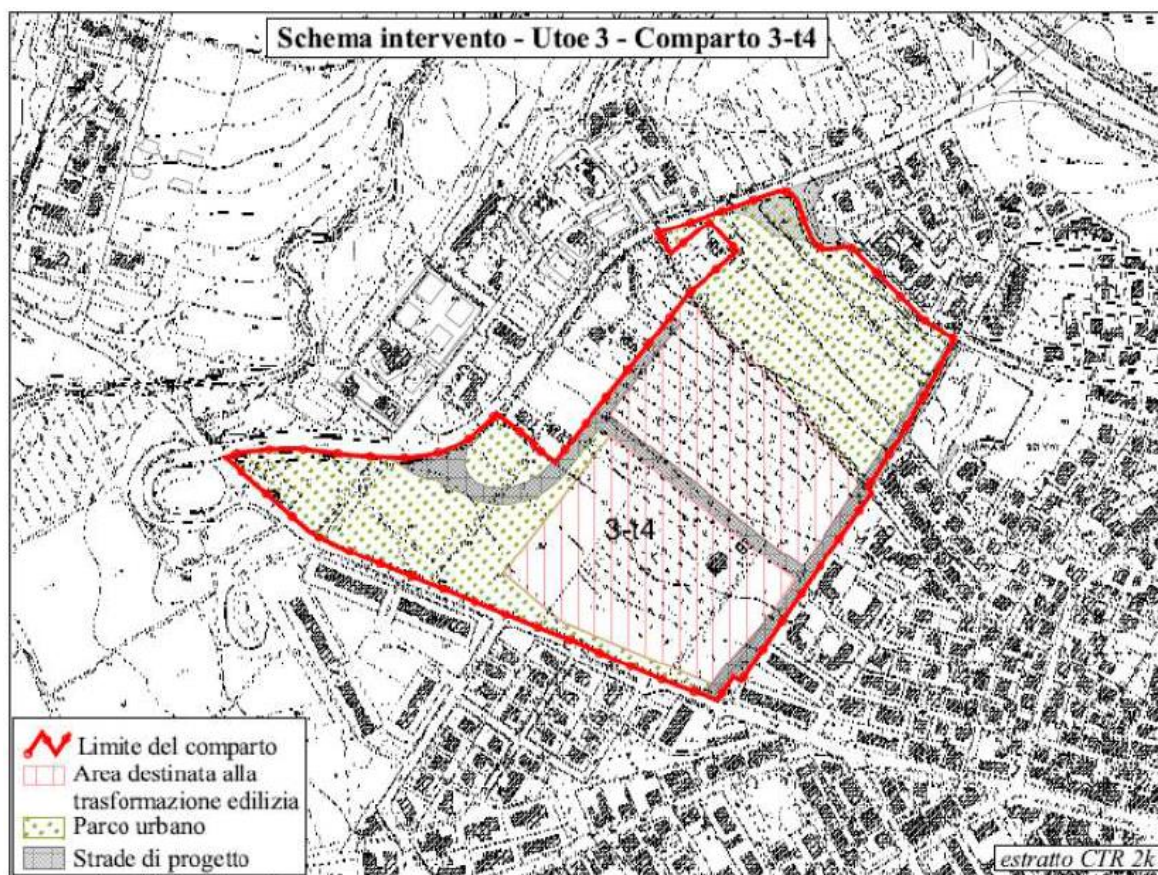 Schema intervento - Utoe 3 - Comparto 3-t4
3-t4
Limite del comparto
Area destinata alla
trasformazione edilizia
Parco urbano
Strade di progetto
estratto CTR 2k